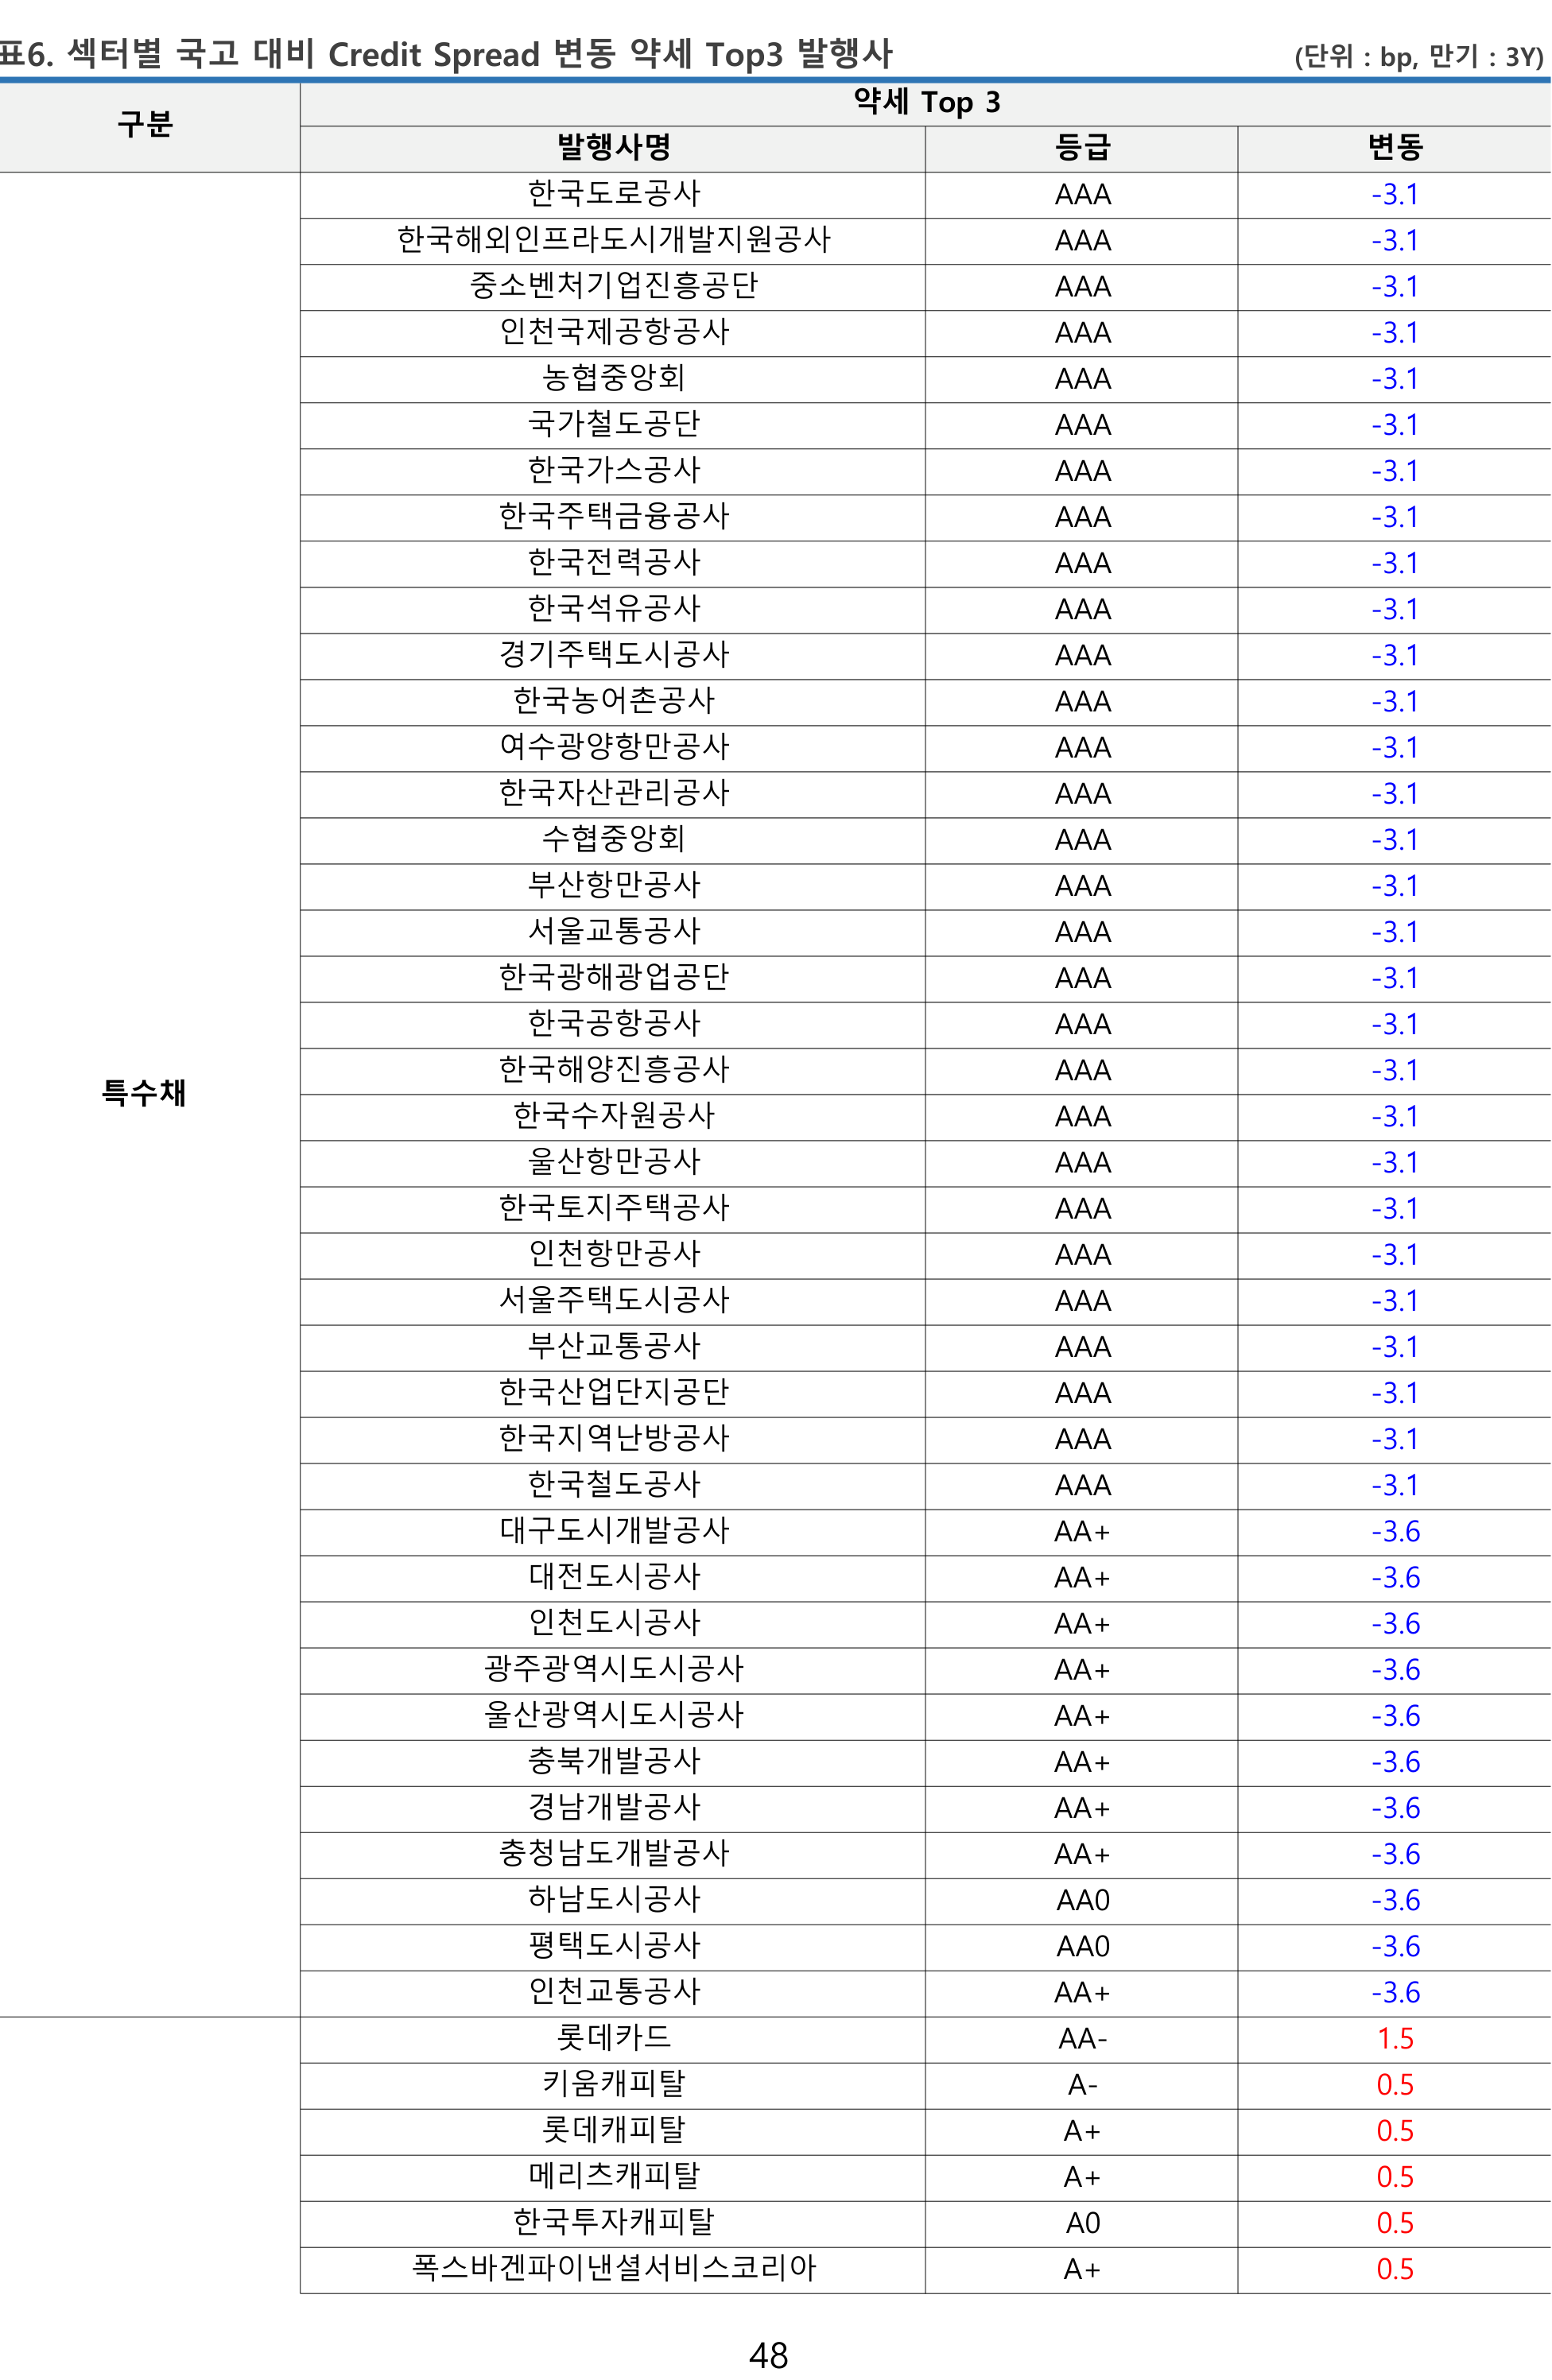 표6. 섹터별 국고 대비 Credit Spread 변동 약세 Top3 발행사 (단위 : bp, 만기 : 3Y)
구분 약세 Top 3
발행사명 등급 변동
한국도로공사 AAA -3.1
한국해외인프라도시개발지원공사 AAA -3.1
중소벤처기업진흥공단 AAA -3.1
인천국제공항공사 AAA -3.1
농협중앙회 AAA -3.1
국가철도공단 AAA -3.1
한국가스공사 AAA -3.1
한국주택금융공사 AAA -3.1
한국전력공사 AAA -3.1
한국석유공사 AAA -3.1
경기주택도시공사 AAA -3.1
한국농어촌공사 AAA -3.1
여수광양항만공사 AAA -3.1
한국자산관리공사 AAA -3.1
수협중앙회 AAA -3.1
부산항만공사 AAA -3.1
서울교통공사 AAA -3.1
한국광해광업공단 AAA -3.1
한국공항공사 AAA -3.1
한국해양진흥공사 AAA -3.1
특수채 한국수자원공사 AAA -3.1
울산항만공사 AAA -3.1
한국토지주택공사 AAA -3.1
인천항만공사 AAA -3.1
서울주택도시공사 AAA -3.1
부산교통공사 AAA -3.1
한국산업단지공단 AAA -3.1
한국지역난방공사 AAA -3.1
한국철도공사 AAA -3.1
대구도시개발공사 AA+ -3.6
대전도시공사 AA+ -3.6
인천도시공사 AA+ -3.6
광주광역시도시공사 AA+ -3.6
울산광역시도시공사 AA+ -3.6
충북개발공사 AA+ -3.6
경남개발공사 AA+ -3.6
충청남도개발공사 AA+ -3.6
하남도시공사 AA0 -3.6
평택도시공사 AA0 -3.6
인천교통공사 AA+ -3.6
롯데카드 AA- 1.5
키움캐피탈 A- 0.5
롯데캐피탈 A+ 0.5
메리츠캐피탈 A+ 0.5
한국투자캐피탈 A0 0.5
폭스바겐파이낸셜서비스코리아 A+ 0.5
48